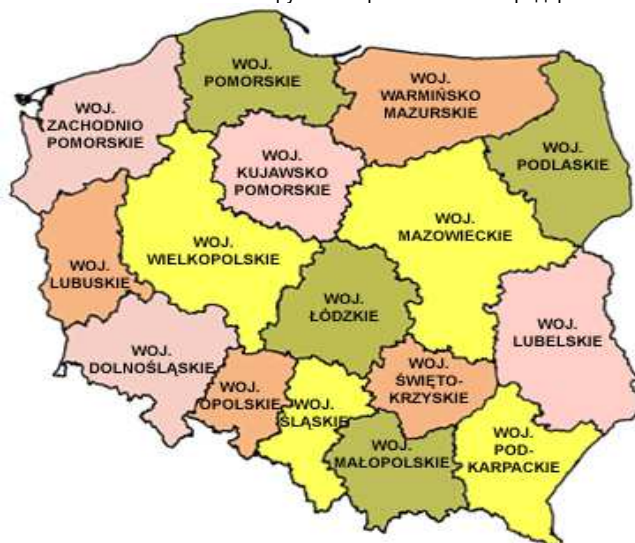 WOJ.
POMORSKIE
WOJ.
WARMIŃSKO
MAZURSKIE
WOJ.
ZACHODNIO
POMORSKIE
WOJ.
PODLASKIE
WOJ.
KUJAWSKO
POMORSKIE
WOJ.
MAZOWIECKIE
WOJ.
WIELKOPOLSKIE
WOJ.
LUBUSKIE
WOJ.
ŁÓDZKIE
WOJ.
LUBELSKIE
WOJ.
DOLNOŚLĄSKIE
WOJ.
ŚWIĘTO-
KRZYSKIE
WOJ.
OPOLSKIE
WOJ.
ŚLĄSKIE
WOJ.
POD-
KARPACKIE
WOJ.
MAŁOPOLSKIE